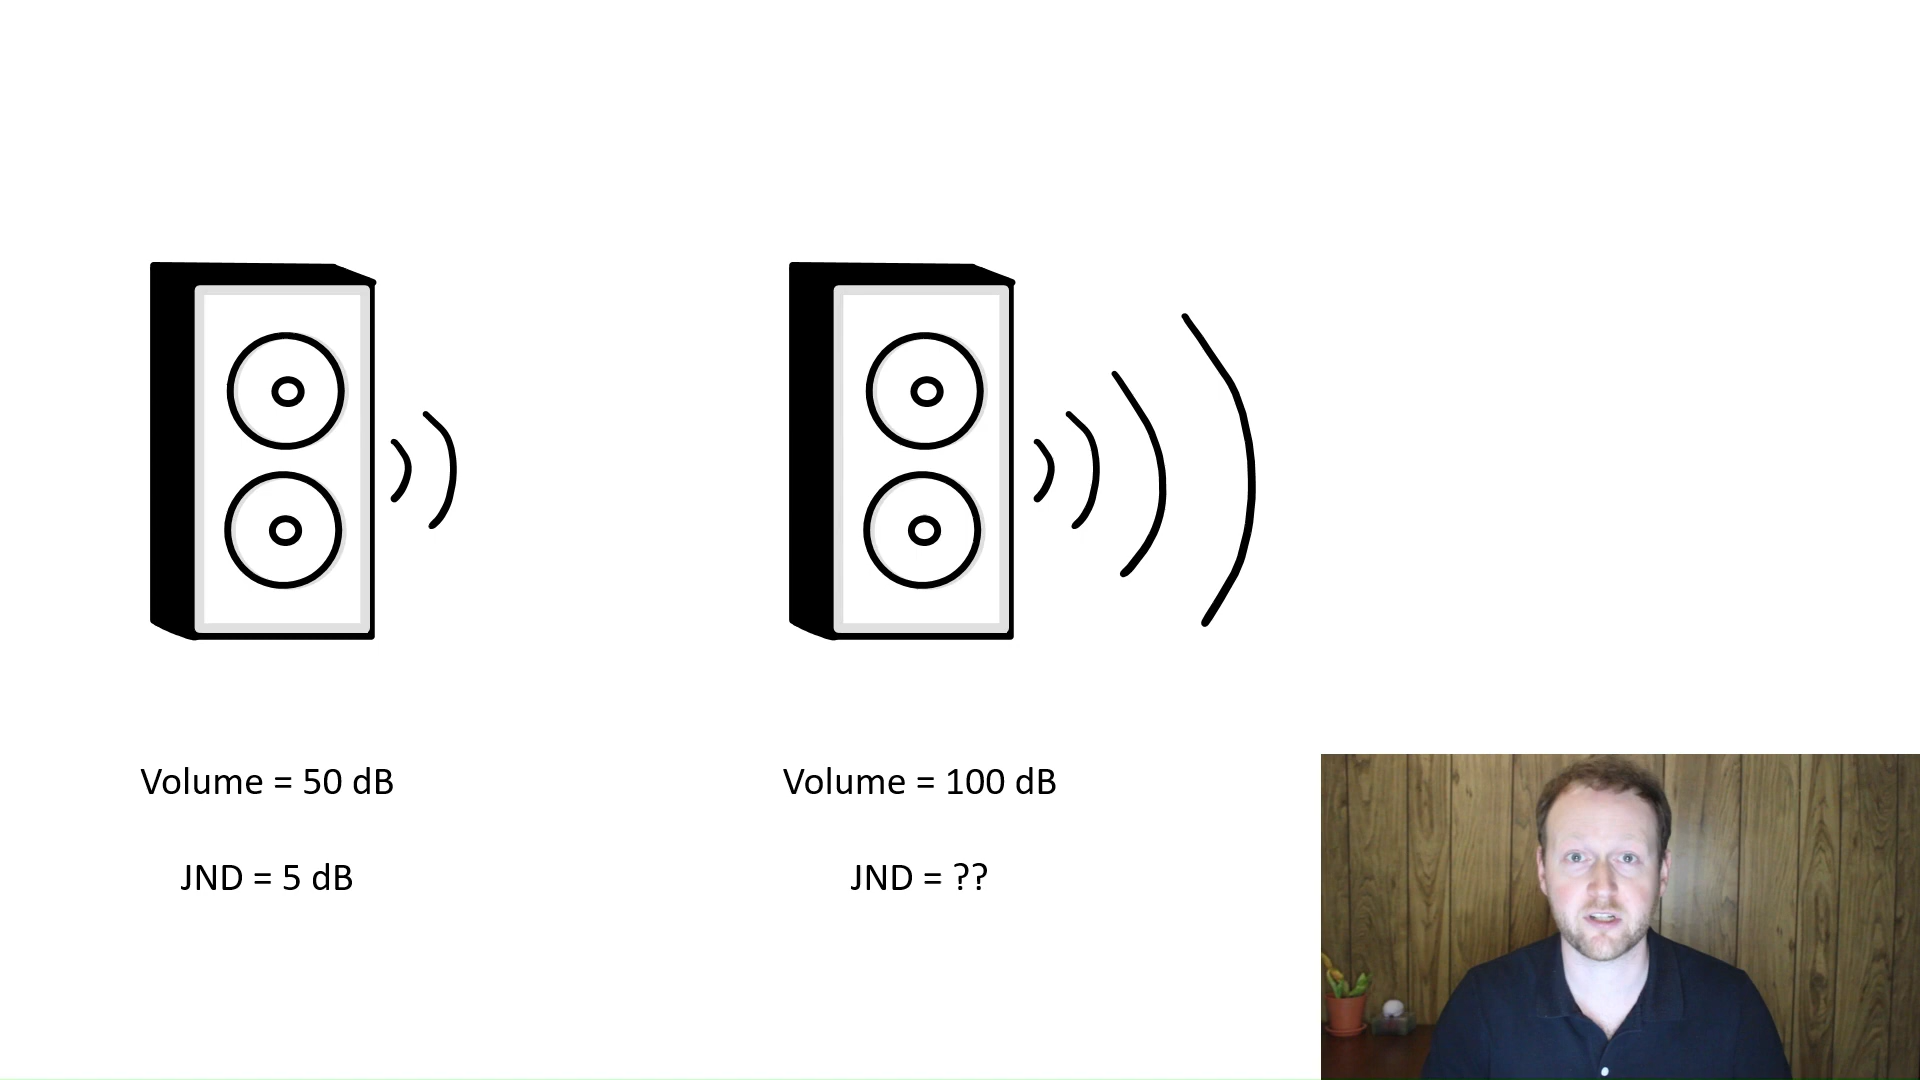 Volume = 50 dB
Volume = 100 dB
JND = 5 dB
JND = ??